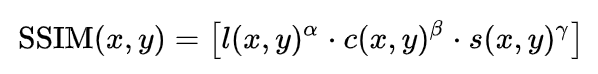 SSIM(x, y) = [l(x, y)^α · c(x, y)^β · s(x, y)^γ]